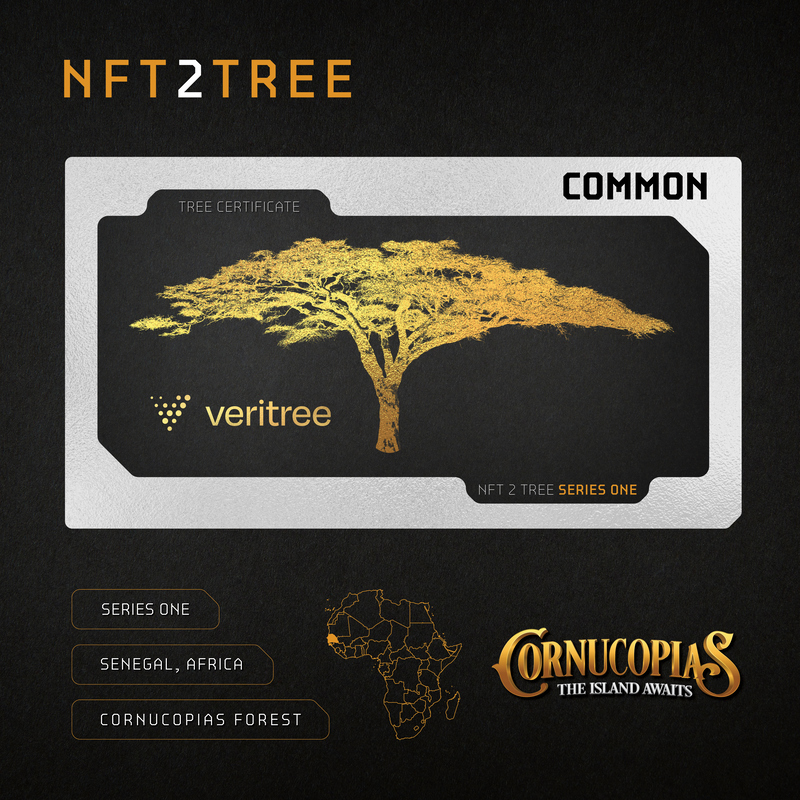 NFT2TREE
COMMON
TREE CERTIFICATE
veritree
NFT 2 TREE SERIES ONE
SERIES ONE
SENEGAL, AFRICA
CORNUCOPIAS FOREST
CORNUCOPIAS
THE ISLAND AWAITS